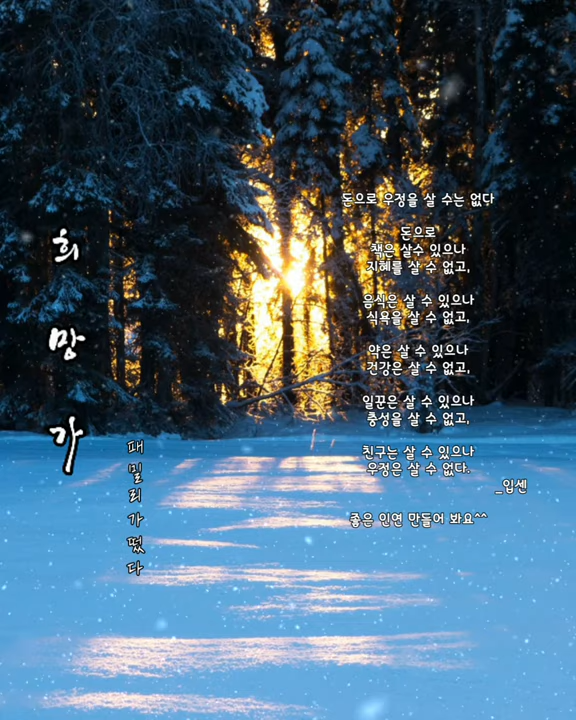 희망가
패밀리가떴다
돈으로 우정을 살 수는 없다
돈으로
책은 살수 있으나
지혜를 살 수 없고,
음식은 살 수 있으나
식욕을 살 수 없고,
약은 살 수 있으나
건강은 살 수 없고,
일꾼은 살 수 있으나
충성을 살 수 없고,
친구는 살 수 있으나
우정은 살 수 없다.
_입센
좋은 인연 만들어 봐요^^